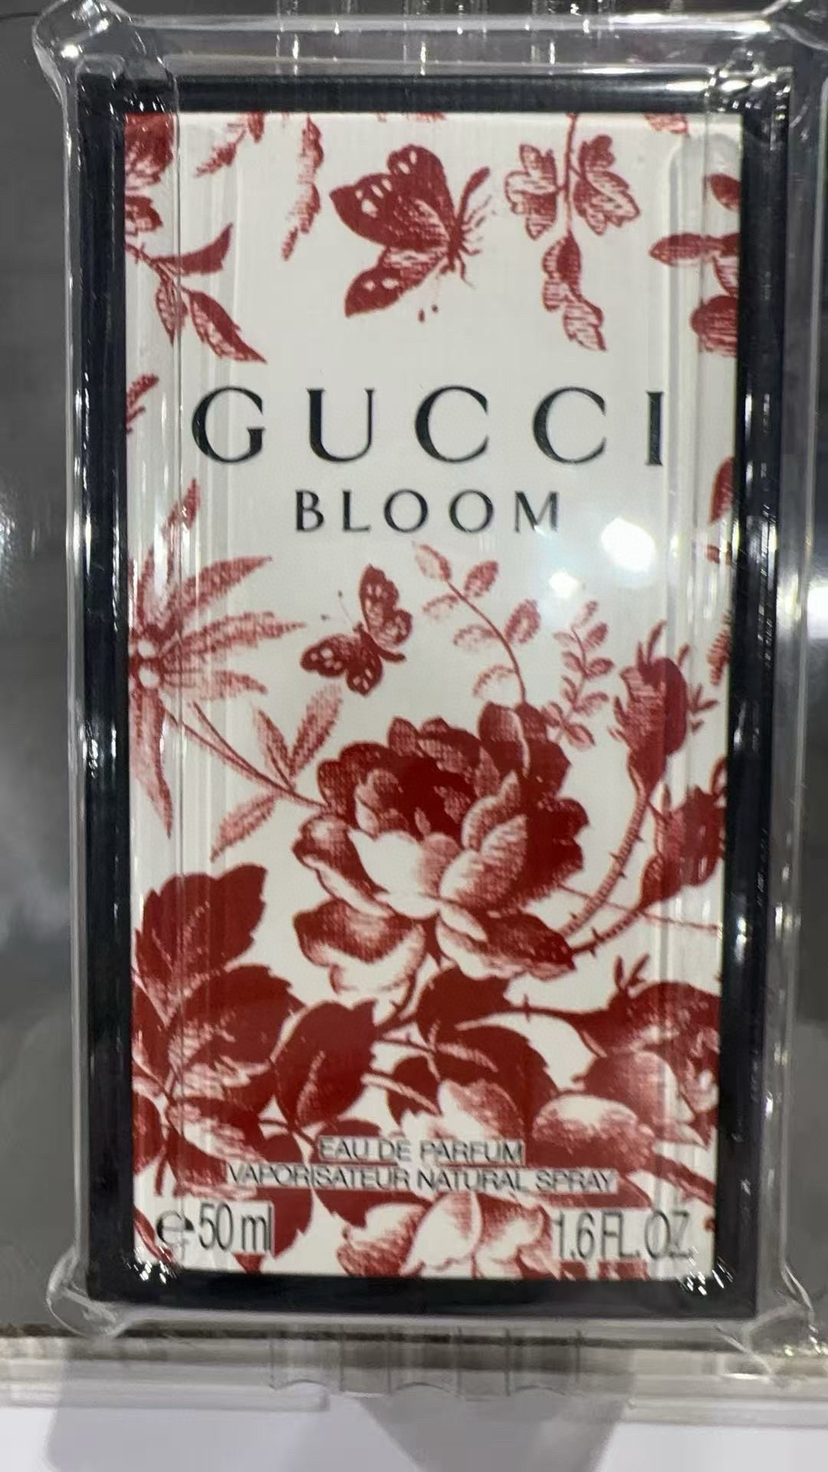 GUCCI
BLOOM
EAU DE PARFUM
VAPORISATEUR NATURAL SPRAY
℮50 ml 1.6 FL.OZ.